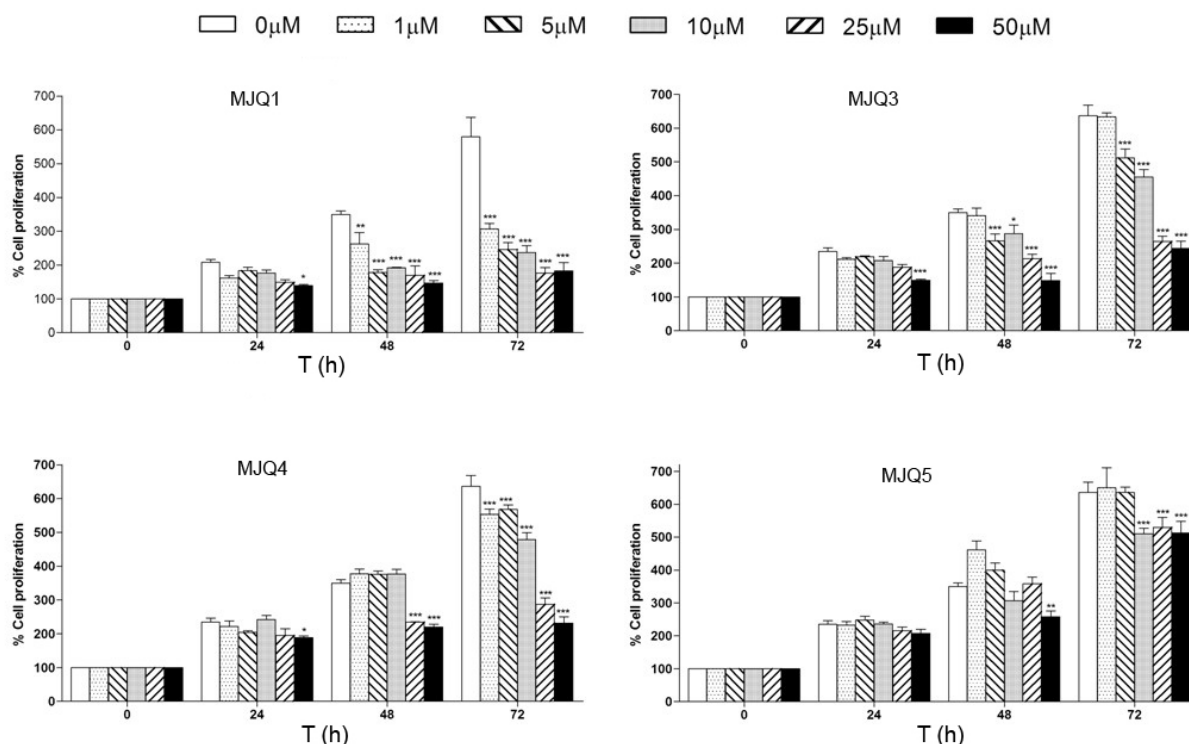 0μM 1μM 5μM 10μM 25μM 50μM
MJQ1
% Cell proliferation
700
600
500
400
300
200
100
0
** *** *** *** *** *** *** *** *** *** *
0 24 48 72
T (h)
MJQ3
% Cell proliferation
700
600
500
400
300
200
100
0
*** *** * *** *** *** *** *** ***
0 24 48 72
T (h)
MJQ4
% Cell proliferation
700
600
500
400
300
200
100
0
* *** *** *** *** *** *** ***
0 24 48 72
T (h)
MJQ5
% Cell proliferation
700
600
500
400
300
200
100
0
** *** *** ***
0 24 48 72
T (h)